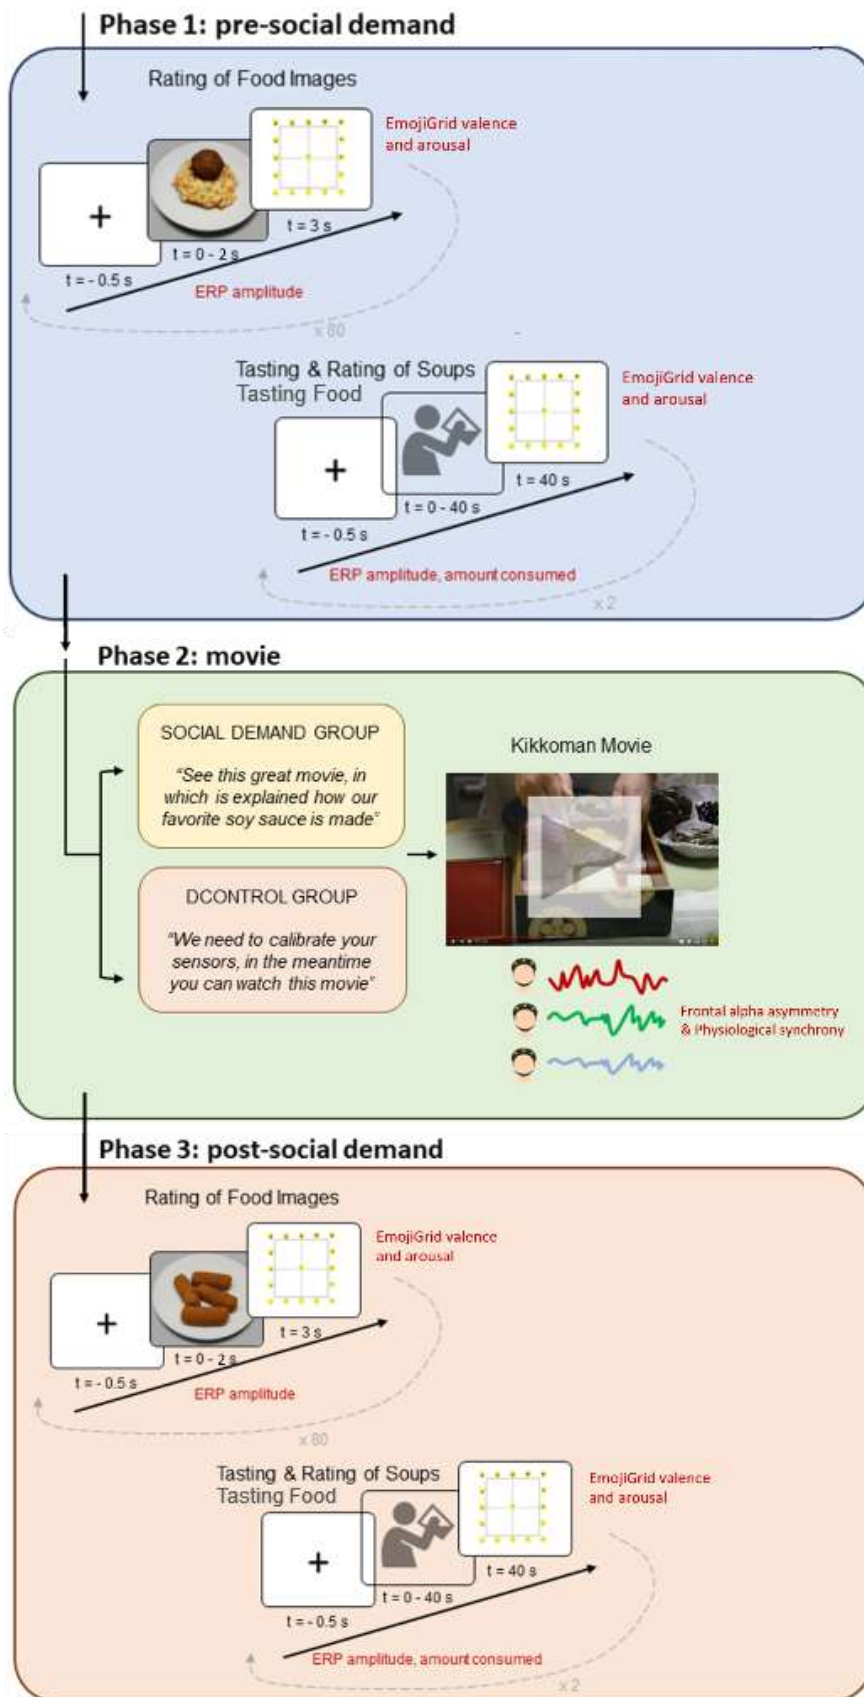 Phase 1: pre-social demand
Rating of Food Images
EmojiGrid valence
and arousal
t = 3 s
t = 0 - 2 s
t = - 0.5 s
ERP amplitude
x 80
Tasting & Rating of Soups
Tasting Food
EmojiGrid valence
and arousal
t = 40 s
t = 0 - 40 s
t = - 0.5 s
ERP amplitude, amount consumed
x 2
Phase 2: movie
SOCIAL DEMAND GROUP
"See this great movie, in
which is explained how our
favorite soy sauce is made"
Kikkoman Movie
DCONTROL GROUP
"We need to calibrate your
sensors, in the meantime
you can watch this movie"
Frontal alpha asymmetry
& Physiological synchrony
Phase 3: post-social demand
Rating of Food Images
EmojiGrid valence
and arousal
t = 3 s
t = 0 - 2 s
t = - 0.5 s
ERP amplitude
x 80
Tasting & Rating of Soups
Tasting Food
EmojiGrid valence
and arousal
t = 40 s
t = 0 - 40 s
t = - 0.5 s
ERP amplitude, amount consumed
x 2